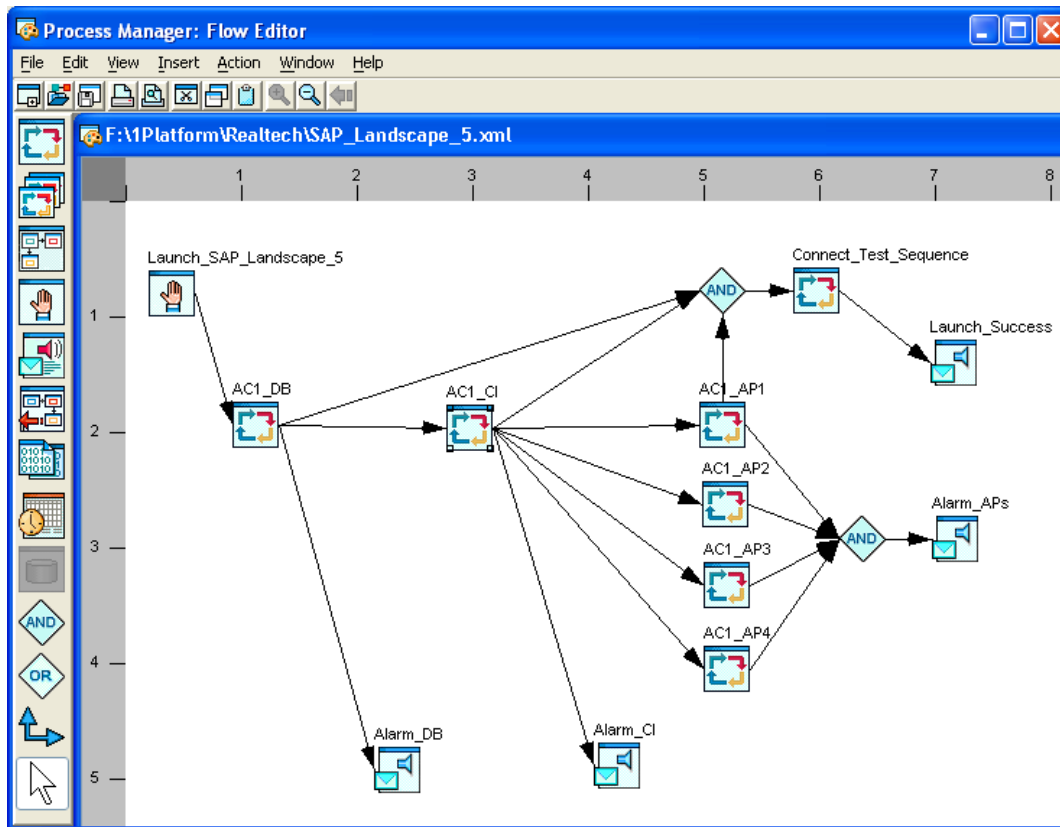 Process Manager: Flow Editor
File Edit View Insert Action Window Help
F:\1Platform\Realtech\SAP_Landscape_5.xml
1 2 3 4 5 6 7 8
Launch_SAP_Landscape_5
Connect_Test_Sequence
AND
1
Launch_Success
AC1_DB
AC1_CI
AC1_AP1
2
AC1_AP2
Alarm_APs
AND
3
AC1_AP3
AND
AC1_AP4
4
OR
Alarm_DB
Alarm_CI
5